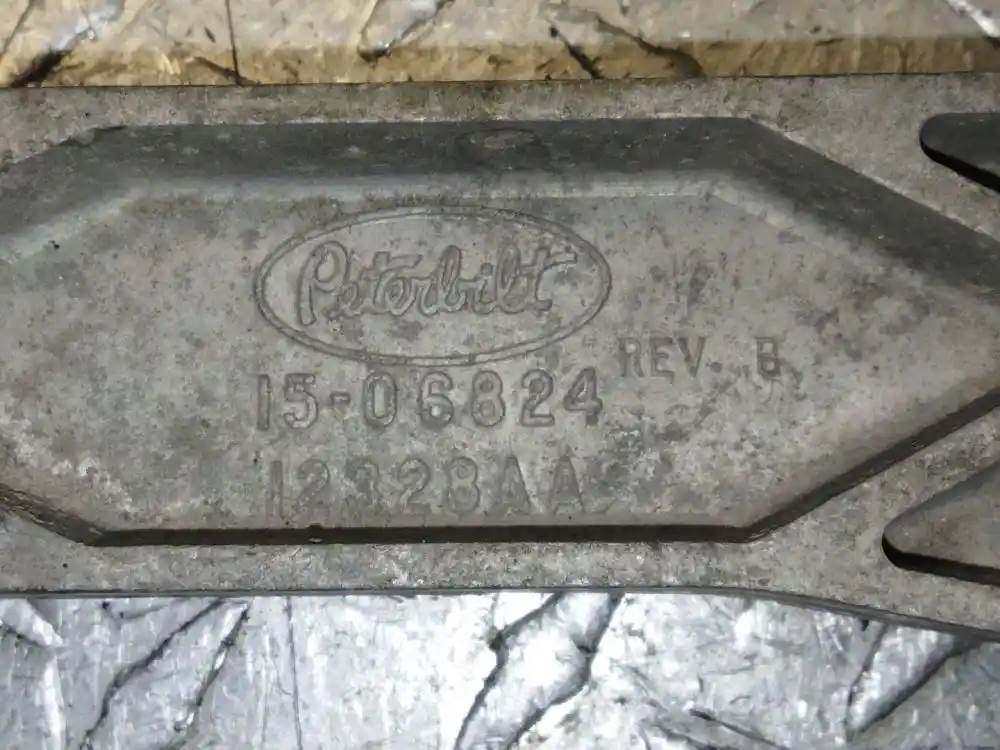 Peterbilt
REV. B
15-06824
12328AA